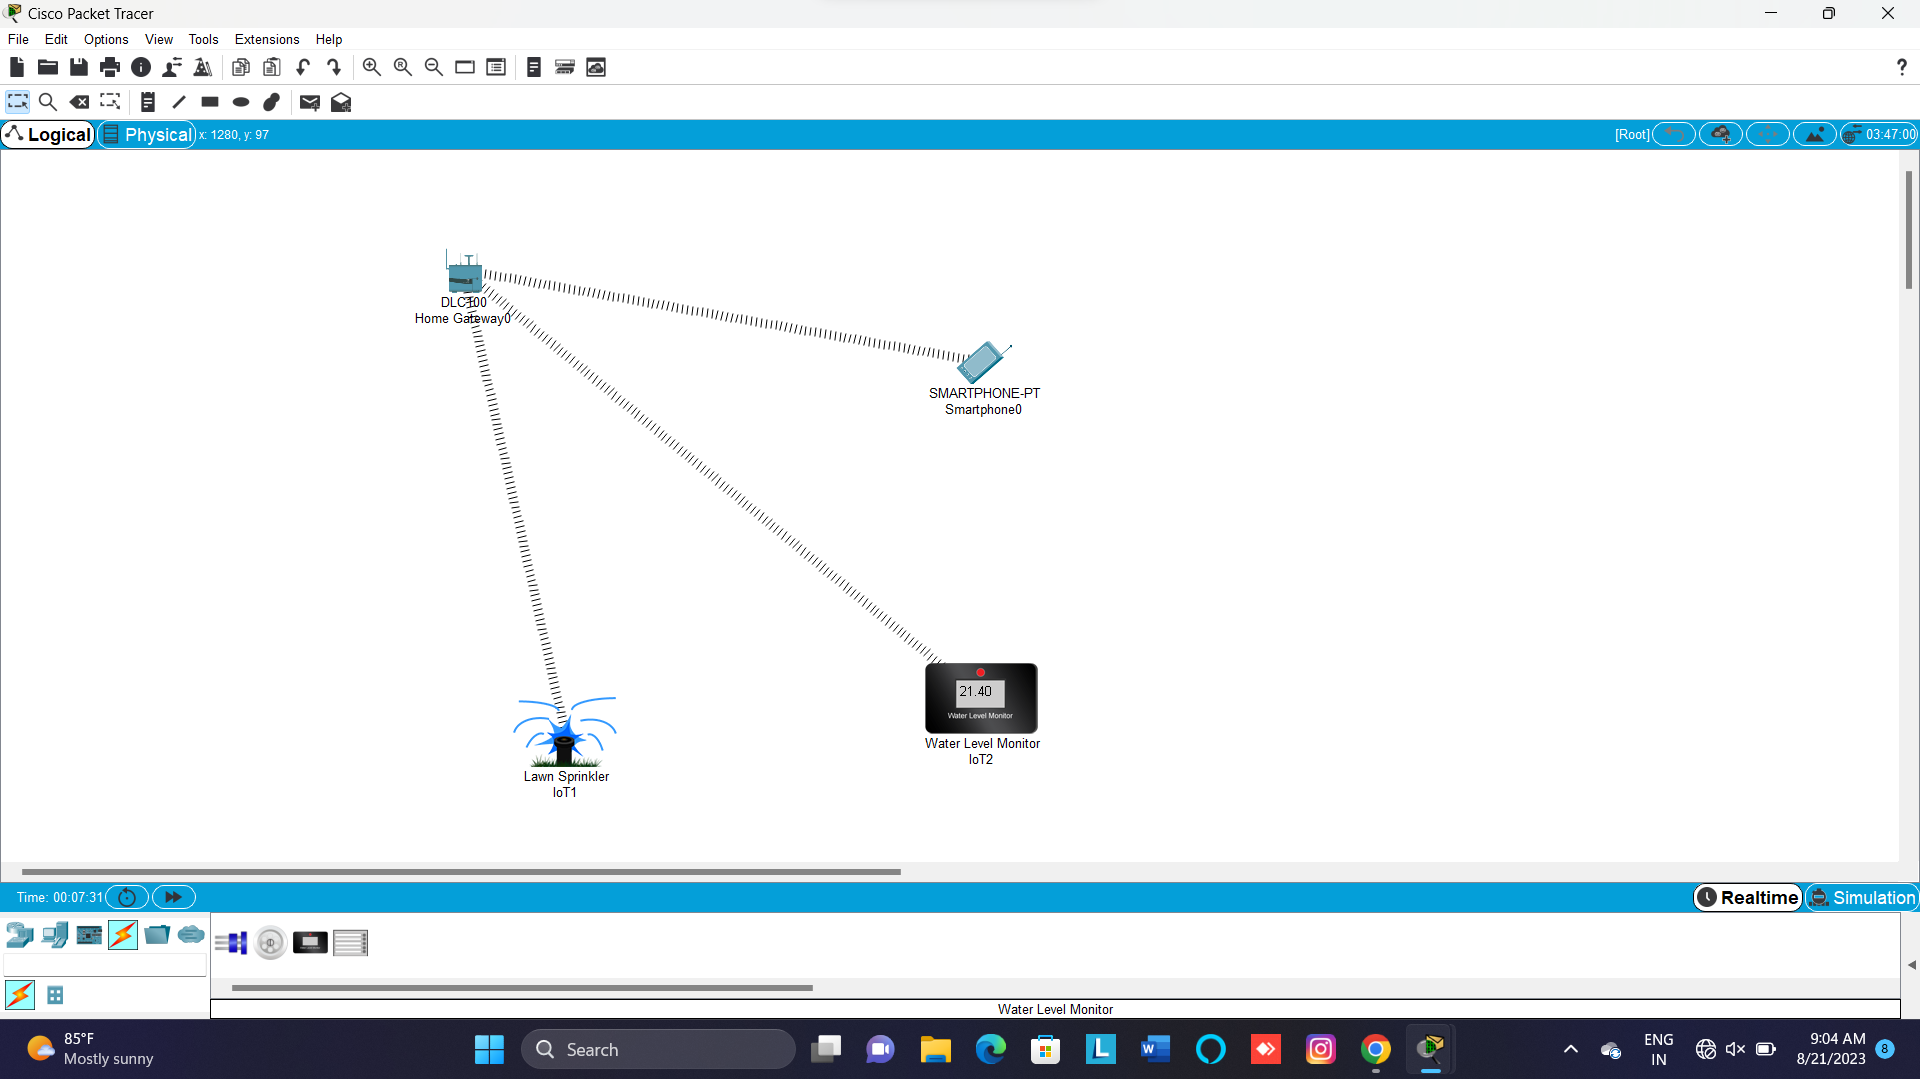 Cisco Packet Tracer
File Edit Options View Tools Extensions Help
?
Logical Physical x: 1280, y: 97 [Root] 03:47:00
DLC100
Home Gateway0
SMARTPHONE-PT
Smartphone0
21.40
Water Level Monitor
Water Level Monitor
IoT2
Lawn Sprinkler
IoT1
Time: 00:07:31 Realtime Simulation
Water Level Monitor
85°F
Mostly sunny
Search
ENG
IN
9:04 AM
8/21/2023
8